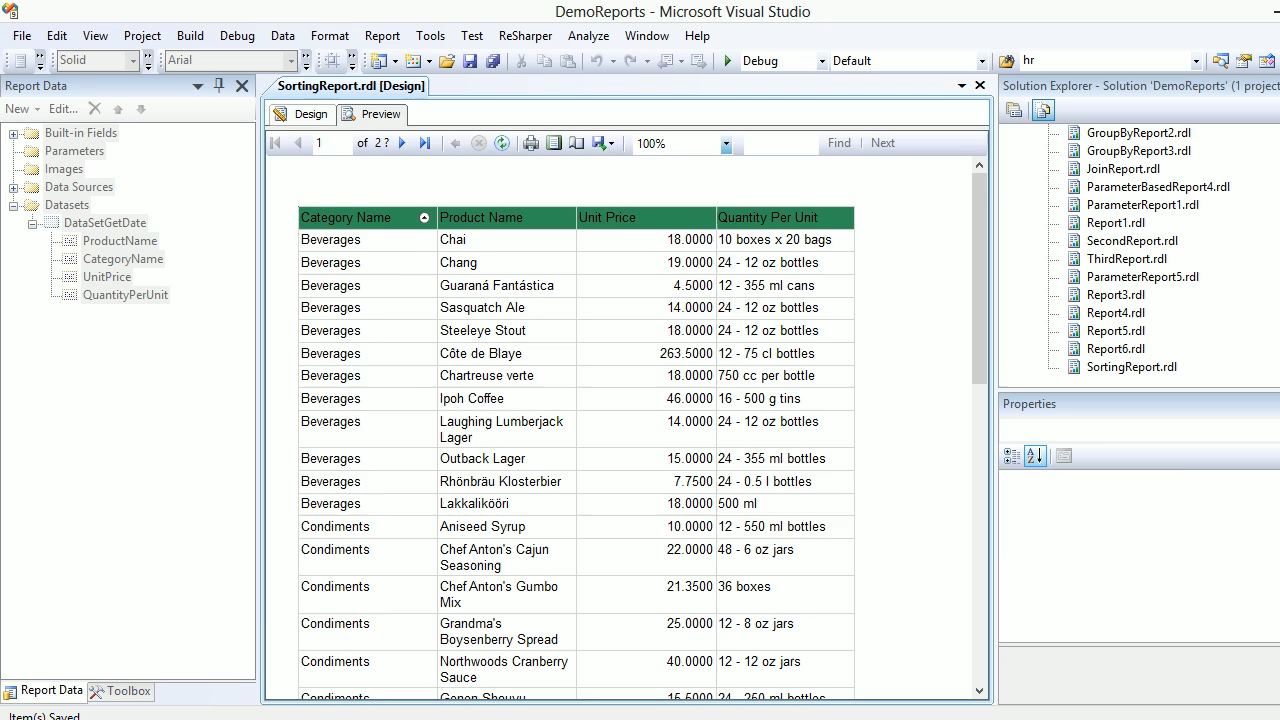 DemoReports - Microsoft Visual Studio
File Edit View Project Build Debug Data Format Report Tools Test ReSharper Analyze Window Help
Solid Arial Debug Default hr
Report Data
New Edit...
Built-in Fields
Parameters
Images
Data Sources
Datasets
DataSetGetDate
ProductName
CategoryName
UnitPrice
QuantityPerUnit
Report Data Toolbox
Item(s) Saved
SortingReport.rdl [Design]
Design Preview
1 of 2 ? 100% Find Next
Category Name Product Name Unit Price Quantity Per Unit
Beverages Chai 18.0000 10 boxes x 20 bags
Beverages Chang 19.0000 24 - 12 oz bottles
Beverages Guaraná Fantástica 4.5000 12 - 355 ml cans
Beverages Sasquatch Ale 14.0000 24 - 12 oz bottles
Beverages Steeleye Stout 18.0000 24 - 12 oz bottles
Beverages Côte de Blaye 263.5000 12 - 75 cl bottles
Beverages Chartreuse verte 18.0000 750 cc per bottle
Beverages Ipoh Coffee 46.0000 16 - 500 g tins
Beverages Laughing Lumberjack 14.0000 24 - 12 oz bottles
Lager
Beverages Outback Lager 15.0000 24 - 355 ml bottles
Beverages Rhönbräu Klosterbier 7.7500 24 - 0.5 l bottles
Beverages Lakkalikööri 18.0000 500 ml
Condiments Aniseed Syrup 10.0000 12 - 550 ml bottles
Condiments Chef Anton's Cajun 22.0000 48 - 6 oz jars
Seasoning
Condiments Chef Anton's Gumbo 21.3500 36 boxes
Mix
Condiments Grandma's 25.0000 12 - 8 oz jars
Boysenberry Spread
Condiments Northwoods Cranberry 40.0000 12 - 12 oz jars
Sauce
Condiments Genen Shouyu 15.5000 24 - 250 ml bottles
Solution Explorer - Solution 'DemoReports' (1 project
GroupByReport2.rdl
GroupByReport3.rdl
JoinReport.rdl
ParameterBasedReport4.rdl
ParameterReport1.rdl
Report1.rdl
SecondReport.rdl
ThirdReport.rdl
ParameterReport5.rdl
Report3.rdl
Report4.rdl
Report5.rdl
Report6.rdl
SortingReport.rdl
Properties